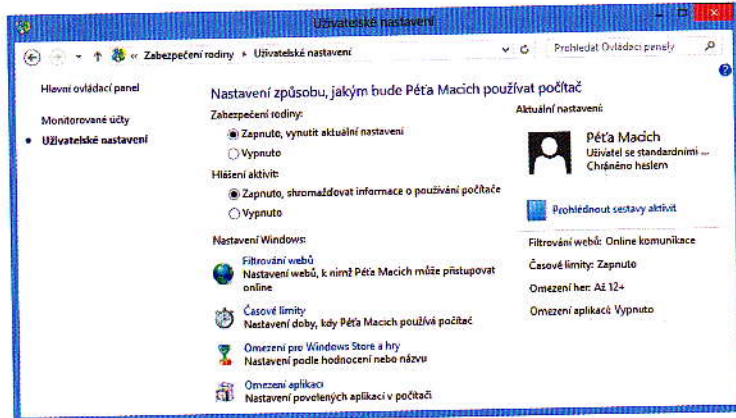 Uživatelské nastavení
« Zabezpečení rodiny ▸ Uživatelské nastavení
Prohledat Ovládací panely
Hlavní ovládací panel
Monitorované účty
Uživatelské nastavení
Nastavení způsobu, jakým bude Péťa Macich používat počítač
Zabezpečení rodiny:
Zapnuto, vynutit aktuální nastavení
Vypnuto
Hlášení aktivit:
Zapnuto, shromažďovat informace o používání počítače
Vypnuto
Nastavení Windows:
Filtrování webů
Nastavení webů, k nimž Péťa Macich může přistupovat
online
Časové limity
Nastavení doby, kdy Péťa Macich používá počítač
Omezení pro Windows Store a hry
Nastavení podle hodnocení nebo názvu
Omezení aplikací
Nastavení povolených aplikací v počítači
Aktuální nastavení:
Péťa Macich
Uživatel se standardními ...
Chráněno heslem
Prohlédnout sestavy aktivit
Filtrování webů: Online komunikace
Časové limity: Zapnuto
Omezení her: Až 12+
Omezení aplikací: Vypnuto